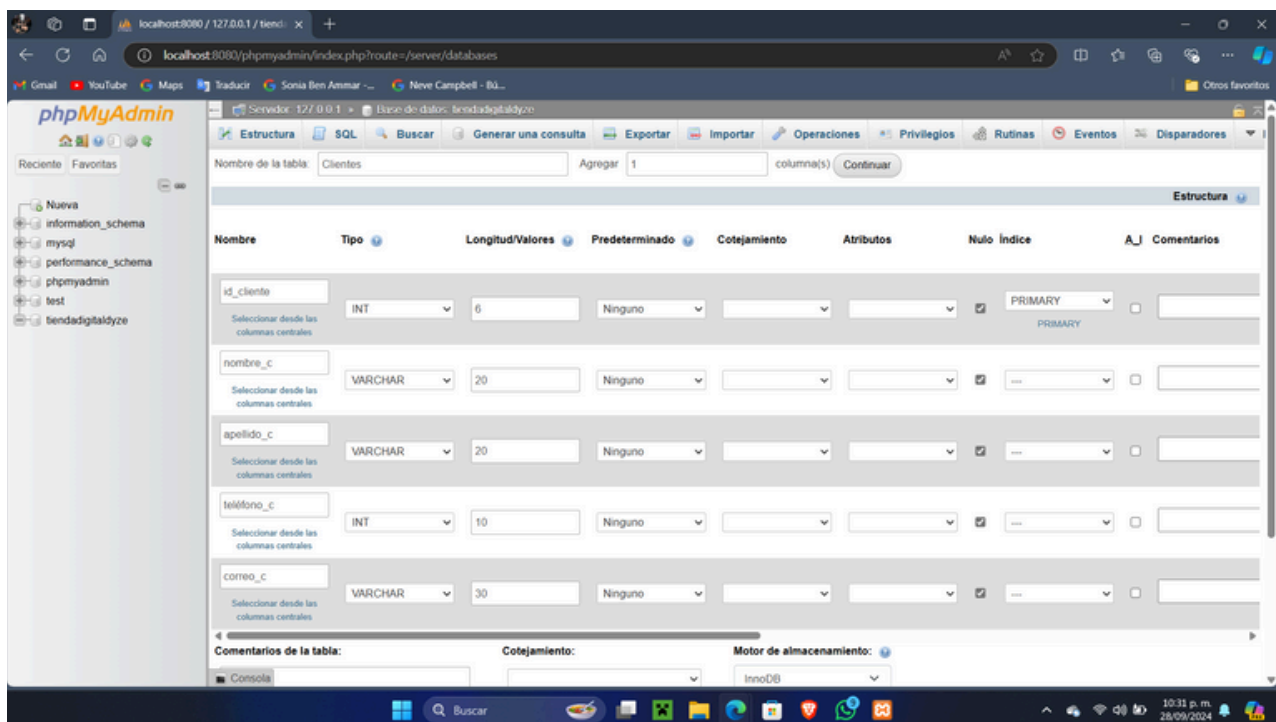 localhost:8080 / 127.0.0.1 / tiend
localhost:8080/phpmyadmin/index.php?route=/server/databases
Gmail YouTube Maps Traducir Sonia Ben Ammar -... Neve Campbell - Bú... Otros favoritos
phpMyAdmin
Servidor: 127.0.0.1 » Base de datos: tiendadigitaldyze
Estructura SQL Buscar Generar una consulta Exportar Importar Operaciones Privilegios Rutinas Eventos Disparadores
Reciente Favoritas
Nueva
information_schema
mysql
performance_schema
phpmyadmin
test
tiendadigitaldyze
Nombre de la tabla: Clientes Agregar 1 columna(s) Continuar
Estructura
Nombre Tipo Longitud/Valores Predeterminado Cotejamiento Atributos Nulo Índice A_I Comentarios
id_cliente INT 6 Ninguno PRIMARY
Seleccionar desde las PRIMARY
columnas centrales
nombre_c VARCHAR 20 Ninguno ---
Seleccionar desde las
columnas centrales
apellido_c VARCHAR 20 Ninguno ---
Seleccionar desde las
columnas centrales
teléfono_c INT 10 Ninguno ---
Seleccionar desde las
columnas centrales
correo_c VARCHAR 30 Ninguno ---
Seleccionar desde las
columnas centrales
Comentarios de la tabla: Cotejamiento: Motor de almacenamiento:
Consola InnoDB
Buscar
10:31 p. m.
28/09/2024